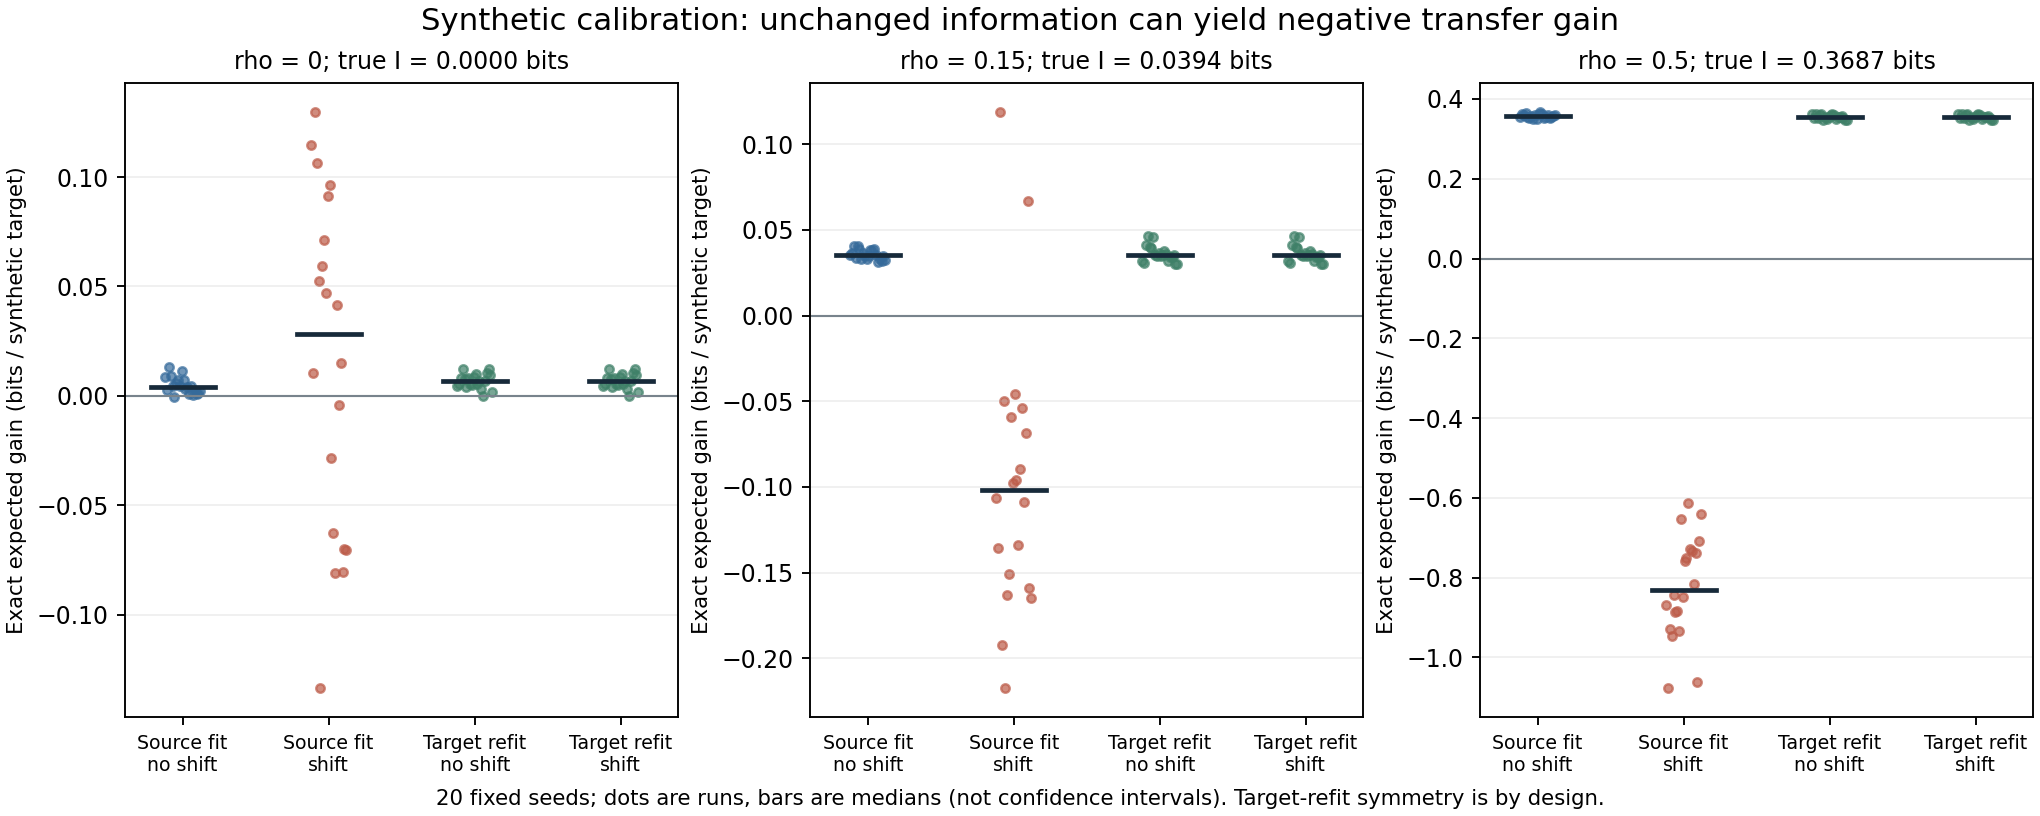 Synthetic calibration: unchanged information can yield negative transfer gain
rho = 0; true I = 0.0000 bits
Exact expected gain (bits / synthetic target)
0.10
0.05
0.00
−0.05
−0.10
Source fit
no shift
Source fit
shift
Target refit
no shift
Target refit
shift
rho = 0.15; true I = 0.0394 bits
Exact expected gain (bits / synthetic target)
0.10
0.05
0.00
−0.05
−0.10
−0.15
−0.20
Source fit
no shift
Source fit
shift
Target refit
no shift
Target refit
shift
rho = 0.5; true I = 0.3687 bits
Exact expected gain (bits / synthetic target)
0.4
0.2
0.0
−0.2
−0.4
−0.6
−0.8
−1.0
Source fit
no shift
Source fit
shift
Target refit
no shift
Target refit
shift
20 fixed seeds; dots are runs, bars are medians (not confidence intervals). Target-refit symmetry is by design.